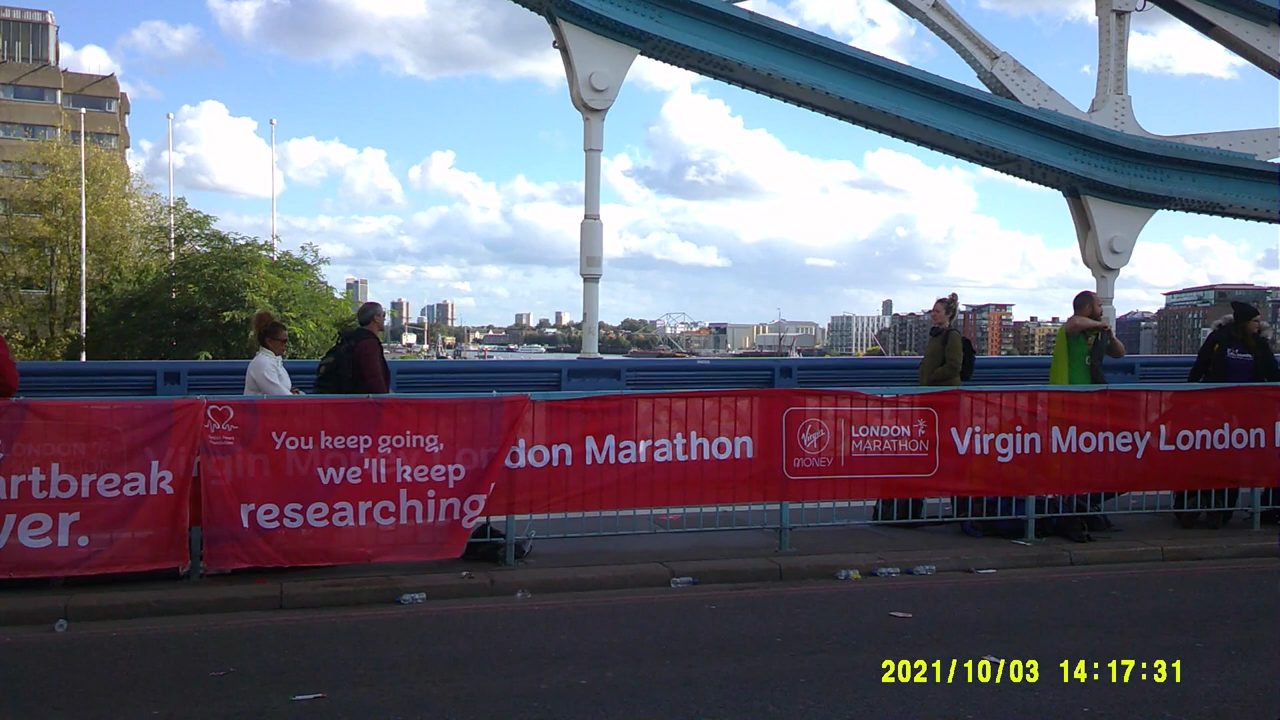 artbreak
ver.
You keep going,
we'll keep
researching
don Marathon
Virgin
MONEY
LONDON
MARATHON
Virgin Money London
2021/10/03 14:17:31